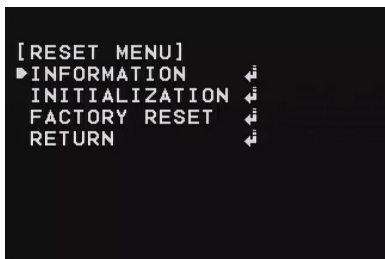 [RESET MENU]
INFORMATION
INITIALIZATION
FACTORY RESET
RETURN